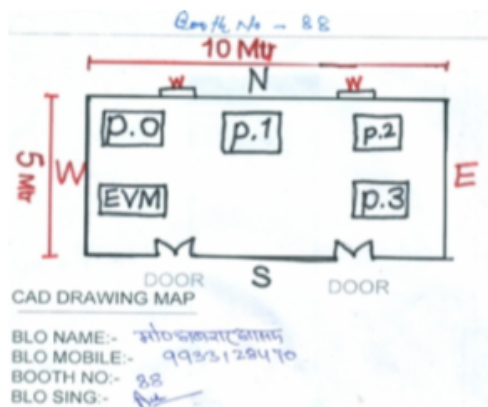 Booth No - 88
10 Mtr
W N W
p.0 p.1 p.2
5 Mtr W E
EVM p.3
DOOR S DOOR
CAD DRAWING MAP
BLO NAME:-
BLO MOBILE:- 9933128470
BOOTH NO:- 88
BLO SING:-